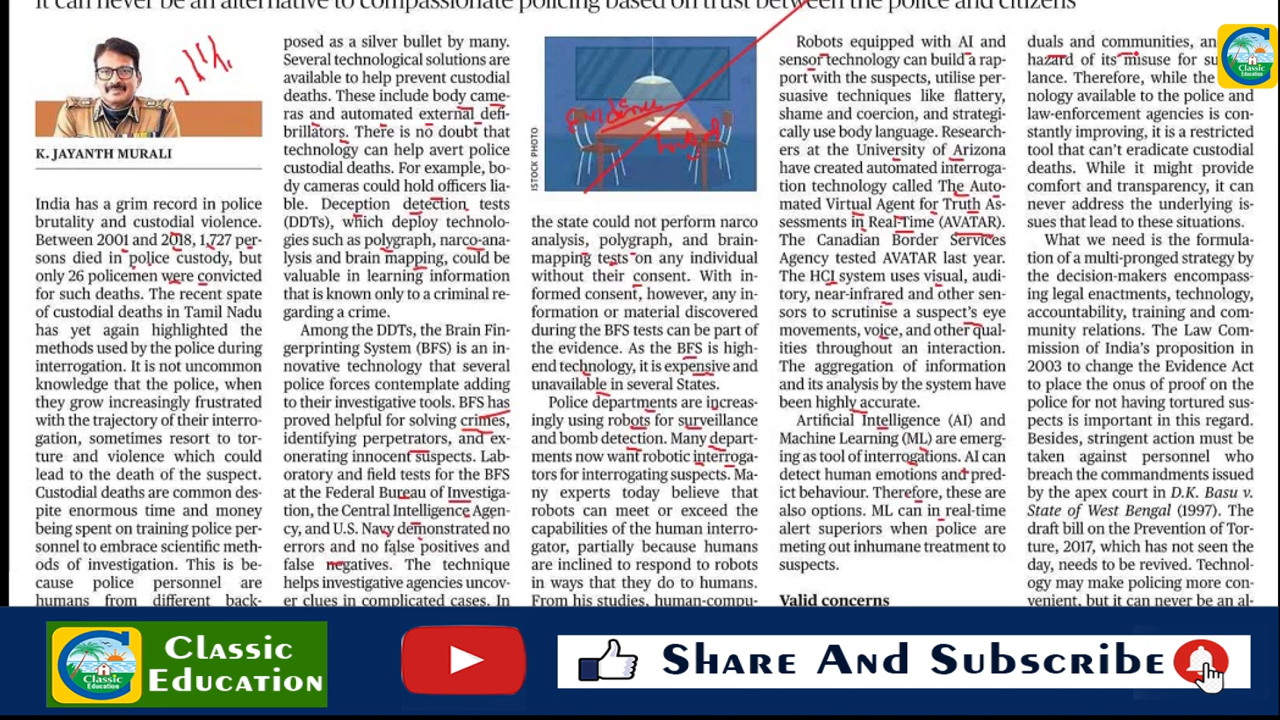 it can never be an alternative to compassionate policing based on trust between the police and citizens
K. JAYANTH MURALI
India has a grim record in police
brutality and custodial violence.
Between 2001 and 2018, 1,727 per-
sons died in police custody, but
only 26 policemen were convicted
for such deaths. The recent spate
of custodial deaths in Tamil Nadu
has yet again highlighted the
methods used by the police during
interrogation. It is not uncommon
knowledge that the police, when
they grow increasingly frustrated
with the trajectory of their interro-
gation, sometimes resort to tor-
ture and violence which could
lead to the death of the suspect.
Custodial deaths are common des-
pite enormous time and money
being spent on training police per-
sonnel to embrace scientific meth-
ods of investigation. This is be-
cause police personnel are
humans from different back-
posed as a silver bullet by many.
Several technological solutions are
available to help prevent custodial
deaths. These include body came-
ras and automated external defi-
brillators. There is no doubt that
technology can help avert police
custodial deaths. For example, bo-
dy cameras could hold officers lia-
ble. Deception detection tests
(DDTs), which deploy technolo-
gies such as polygraph, narco-ana-
lysis and brain mapping, could be
valuable in learning information
that is known only to a criminal re-
garding a crime.
Among the DDTs, the Brain Fin-
gerprinting System (BFS) is an in-
novative technology that several
police forces contemplate adding
to their investigative tools. BFS has
proved helpful for solving crimes,
identifying perpetrators, and ex-
onerating innocent suspects. Lab-
oratory and field tests for the BFS
at the Federal Bureau of Investiga-
tion, the Central Intelligence Agen-
cy, and U.S. Navy demonstrated no
errors and no false positives and
false negatives. The technique
helps investigative agencies uncov-
er clues in complicated cases. In
ISTOCK PHOTO
the state could not perform narco
analysis, polygraph, and brain-
mapping tests on any individual
without their consent. With in-
formed consent, however, any in-
formation or material discovered
during the BFS tests can be part of
the evidence. As the BFS is high-
end technology, it is expensive and
unavailable in several States.
Police departments are increas-
ingly using robots for surveillance
and bomb detection. Many depart-
ments now want robotic interroga-
tors for interrogating suspects. Ma-
ny experts today believe that
robots can meet or exceed the
capabilities of the human interro-
gator, partially because humans
are inclined to respond to robots
in ways that they do to humans.
From his studies, human-compu-
Robots equipped with AI and
sensor technology can build a rap-
port with the suspects, utilise per-
suasive techniques like flattery,
shame and coercion, and strategi-
cally use body language. Research-
ers at the University of Arizona
have created automated interroga-
tion technology called The Auto-
mated Virtual Agent for Truth As-
sessments in Real-Time (AVATAR).
The Canadian Border Services
Agency tested AVATAR last year.
The HCI system uses visual, audi-
tory, near-infrared and other sen-
sors to scrutinise a suspect's eye
movements, voice, and other qual-
ities throughout an interaction.
The aggregation of information
and its analysis by the system have
been highly accurate.
Artificial Intelligence (AI) and
Machine Learning (ML) are emerg-
ing as tool of interrogations. AI can
detect human emotions and pred-
ict behaviour. Therefore, these are
also options. ML can in real-time
alert superiors when police are
meting out inhumane treatment to
suspects.
Valid concerns
duals and communities, an
hazard of its misuse for su
lance. Therefore, while the
nology available to the police and
law-enforcement agencies is con-
stantly improving, it is a restricted
tool that can't eradicate custodial
deaths. While it might provide
comfort and transparency, it can
never address the underlying is-
sues that lead to these situations.
What we need is the formula-
tion of a multi-pronged strategy by
the decision-makers encompass-
ing legal enactments, technology,
accountability, training and com-
munity relations. The Law Com-
mission of India's proposition in
2003 to change the Evidence Act
to place the onus of proof on the
police for not having tortured sus-
pects is important in this regard.
Besides, stringent action must be
taken against personnel who
breach the commandments issued
by the apex court in D.K. Basu v.
State of West Bengal (1997). The
draft bill on the Prevention of Tor-
ture, 2017, which has not seen the
day, needs to be revived. Technol-
ogy may make policing more con-
venient, but it can never be an al-
Classic
Education
Classic
Education
Classic
Education
Share And Subscribe